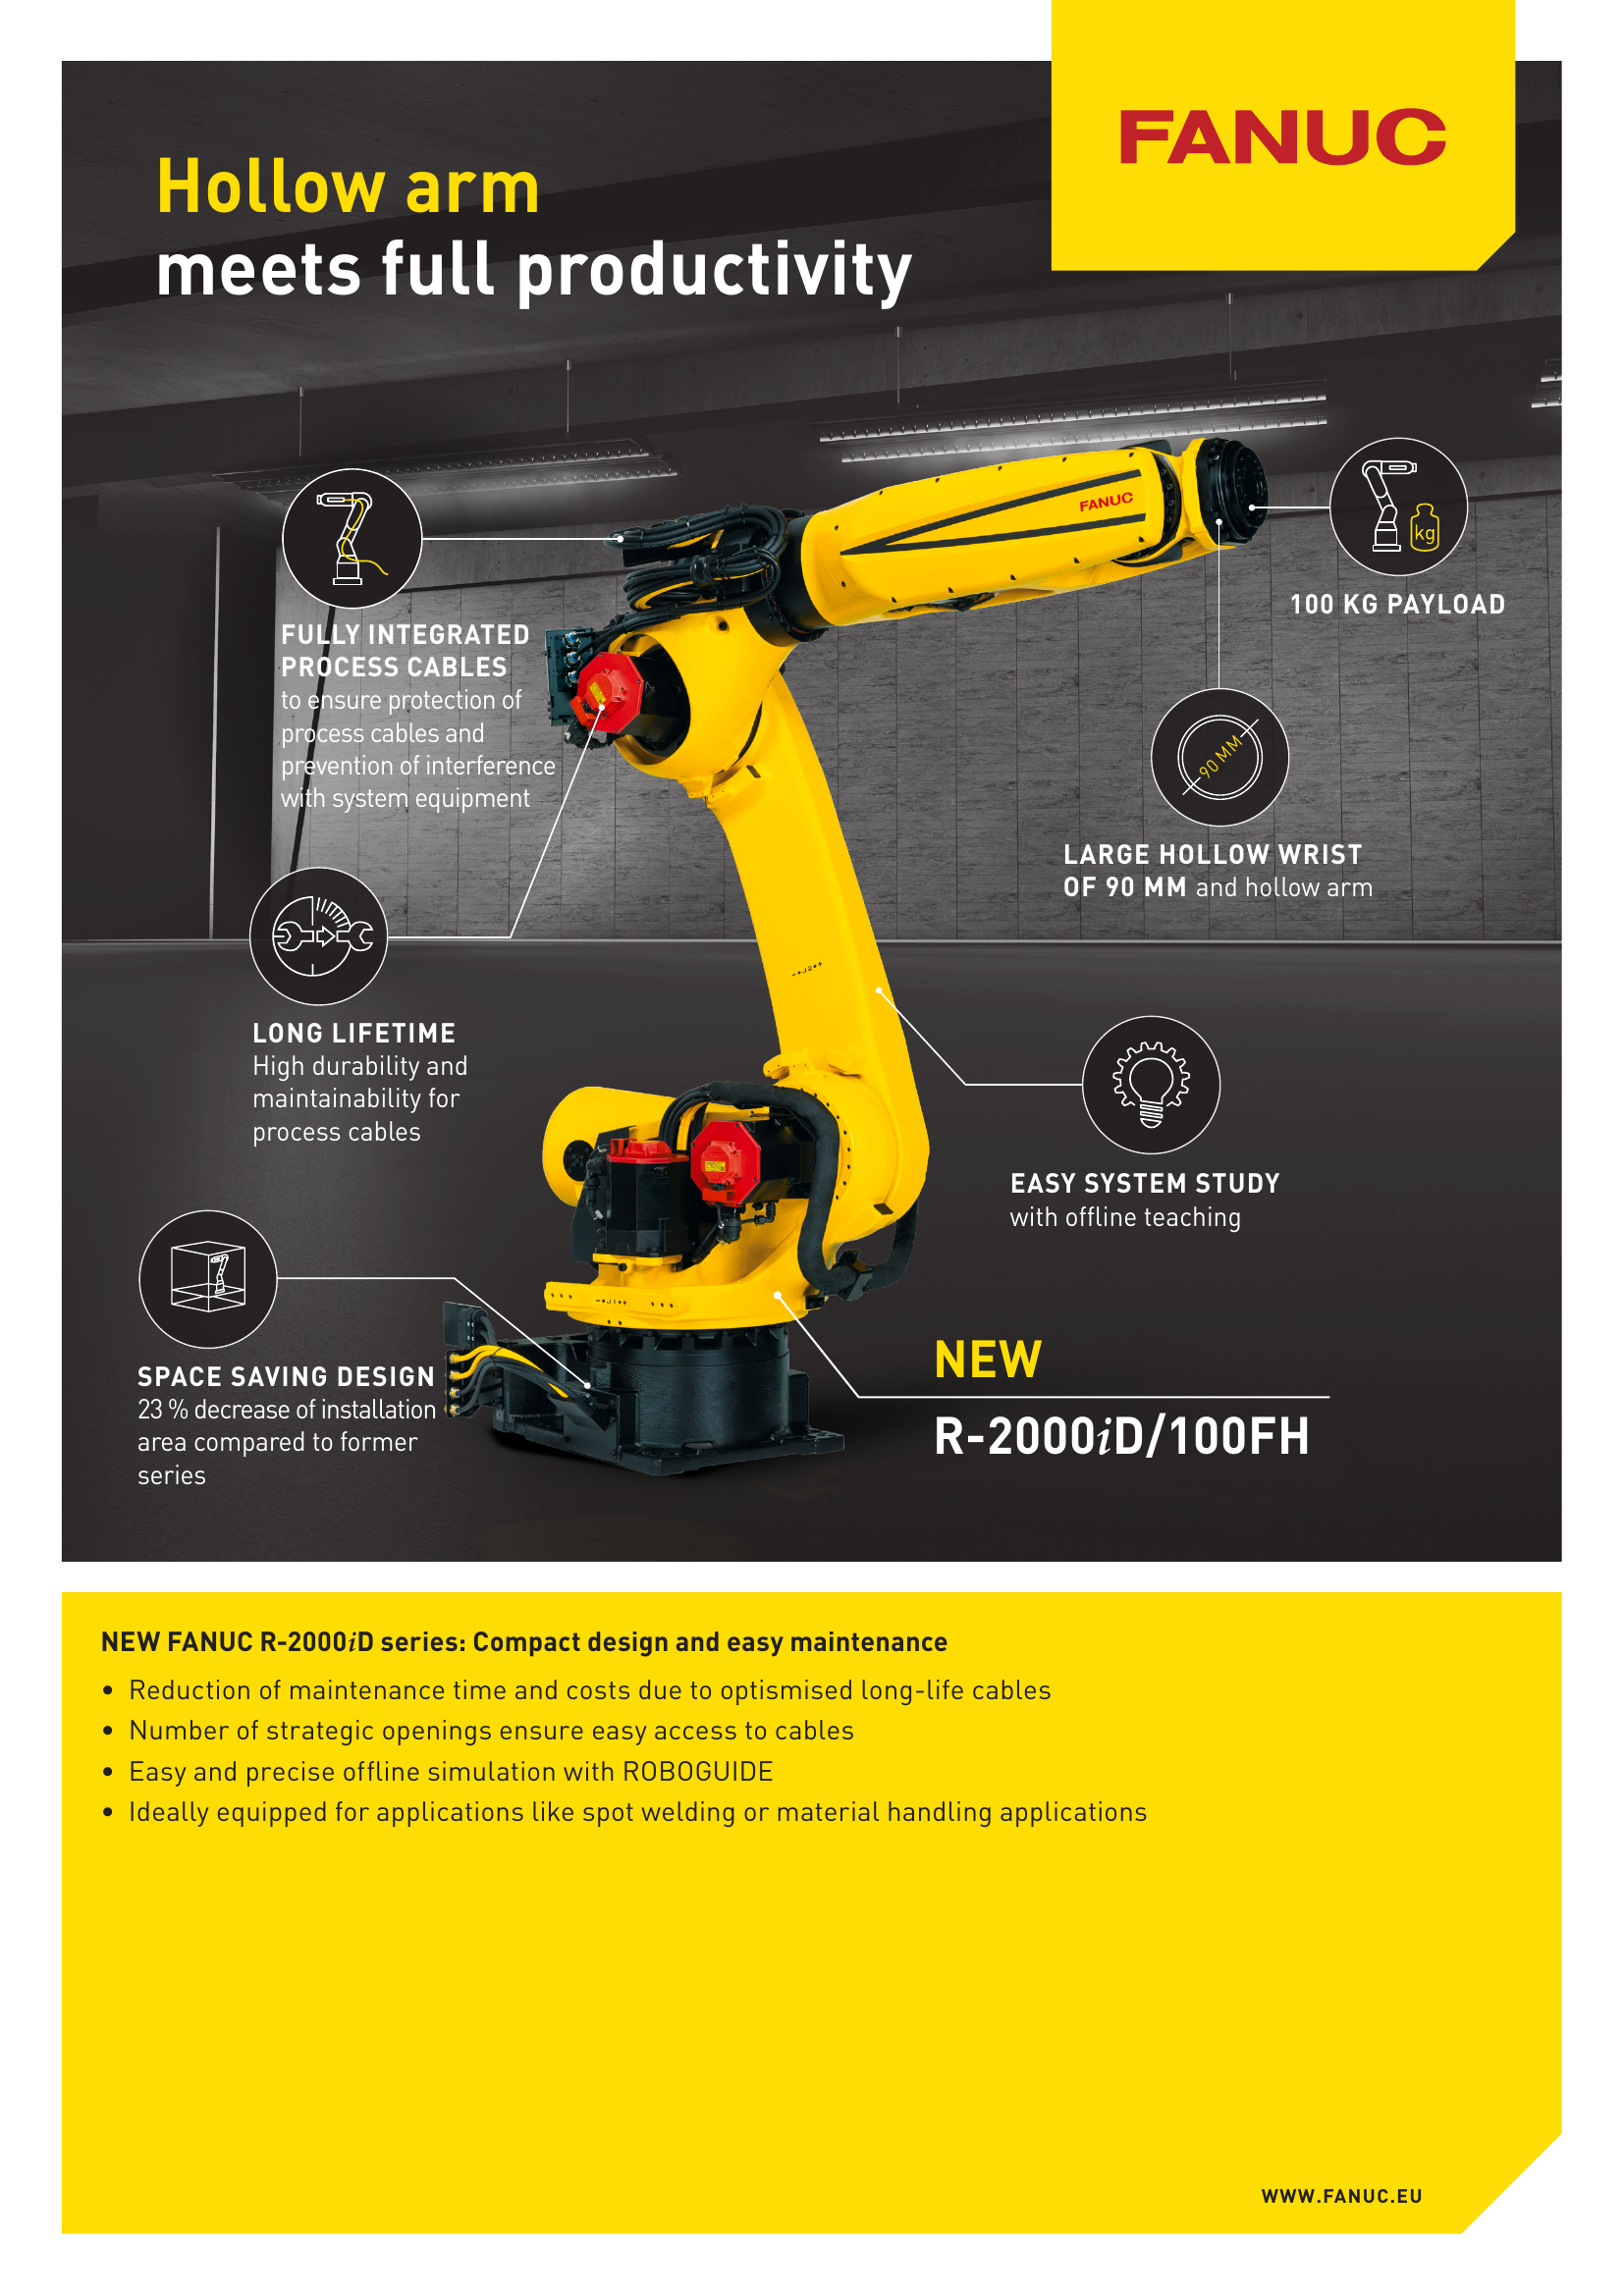 FANUC
Hollow arm
meets full productivity
FANUC
kg
100 KG PAYLOAD
FULLY INTEGRATED
PROCESS CABLES
to ensure protection of
process cables and
prevention of interference
with system equipment
90 MM
LARGE HOLLOW WRIST
OF 90 MM and hollow arm
LONG LIFETIME
High durability and
maintainability for
process cables
EASY SYSTEM STUDY
with offline teaching
SPACE SAVING DESIGN
23 % decrease of installation
area compared to former
series
NEW
R-2000iD/100FH
NEW FANUC R-2000iD series: Compact design and easy maintenance
• Reduction of maintenance time and costs due to optismised long-life cables
• Number of strategic openings ensure easy access to cables
• Easy and precise offline simulation with ROBOGUIDE
• Ideally equipped for applications like spot welding or material handling applications
WWW.FANUC.EU